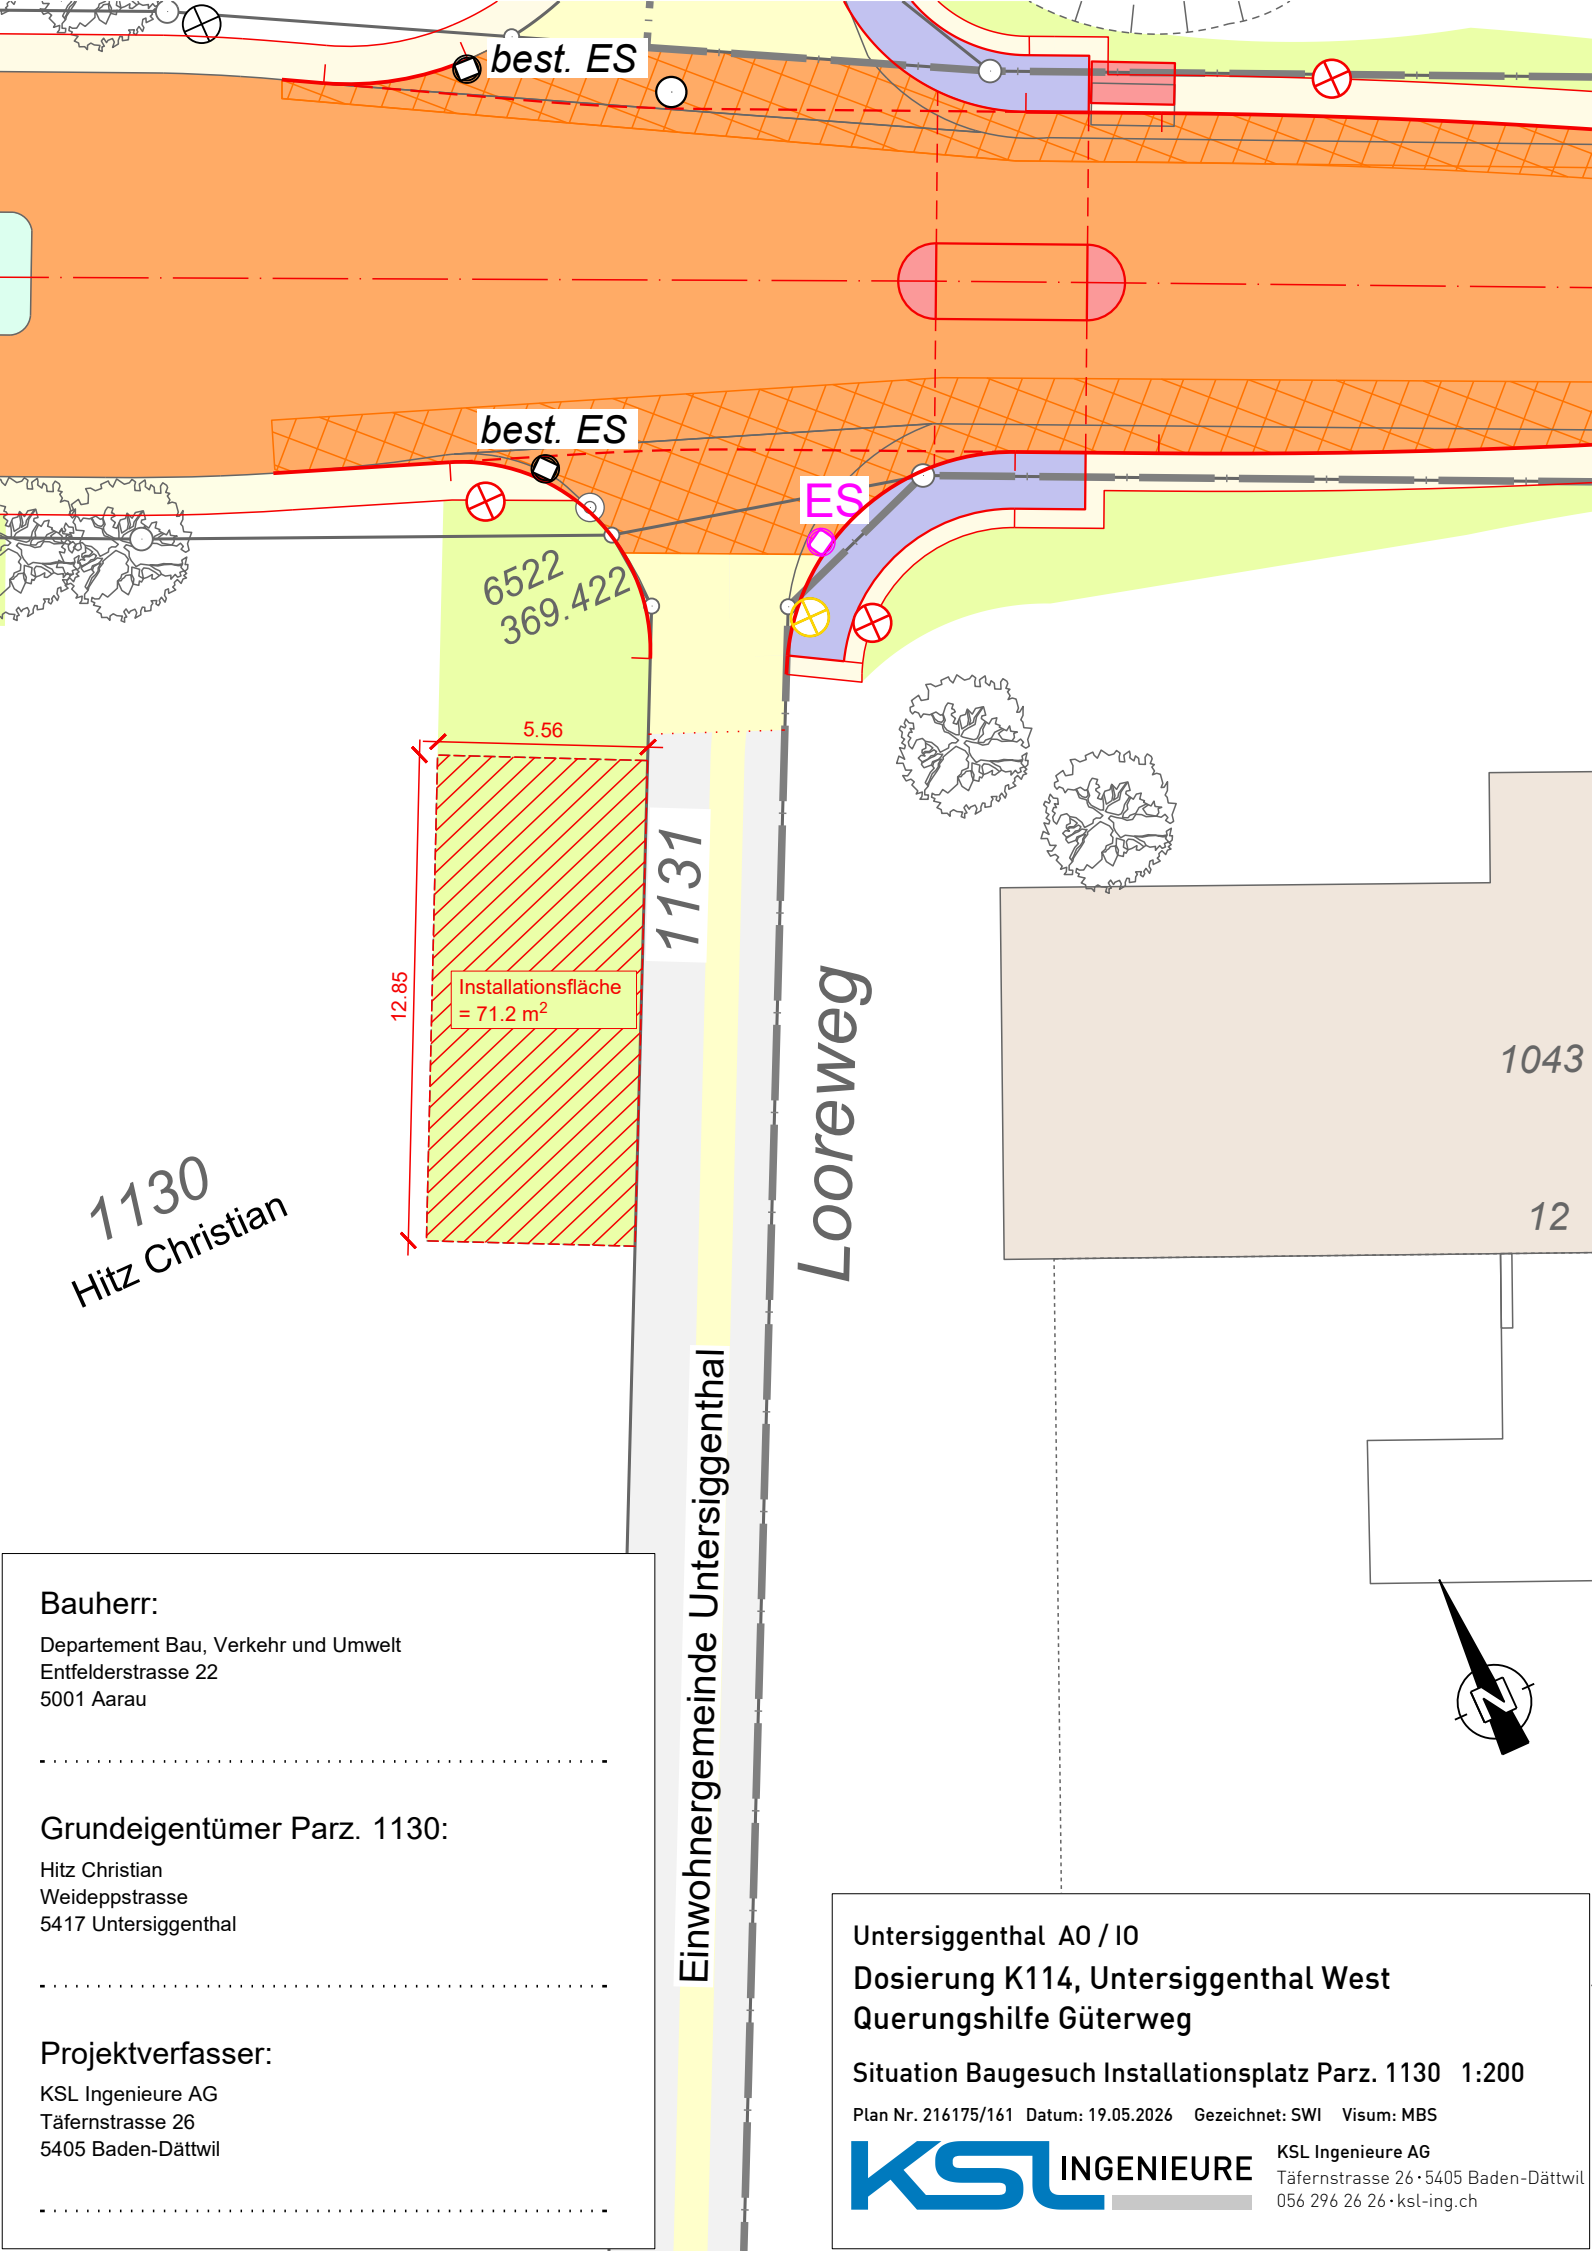 best. ES
best. ES
ES
6522
369.422
5.56
12.85
1131
Installationsfläche
= 71.2 m²
Looreweg
1043
12
1130
Hitz Christian
Einwohnergemeinde Untersiggenthal
N
Bauherr:
Departement Bau, Verkehr und Umwelt
Entfelderstrasse 22
5001 Aarau
Grundeigentümer Parz. 1130:
Hitz Christian
Weideppstrasse
5417 Untersiggenthal
Projektverfasser:
KSL Ingenieure AG
Täfernstrasse 26
5405 Baden-Dättwil
Untersiggenthal AO / IO
Dosierung K114, Untersiggenthal West
Querungshilfe Güterweg
Situation Baugesuch Installationsplatz Parz. 1130 1:200
Plan Nr. 216175/161 Datum: 19.05.2026 Gezeichnet: SWI Visum: MBS
KSL INGENIEURE
KSL Ingenieure AG
Täfernstrasse 26 · 5405 Baden-Dättwil
056 296 26 26 · ksl-ing.ch